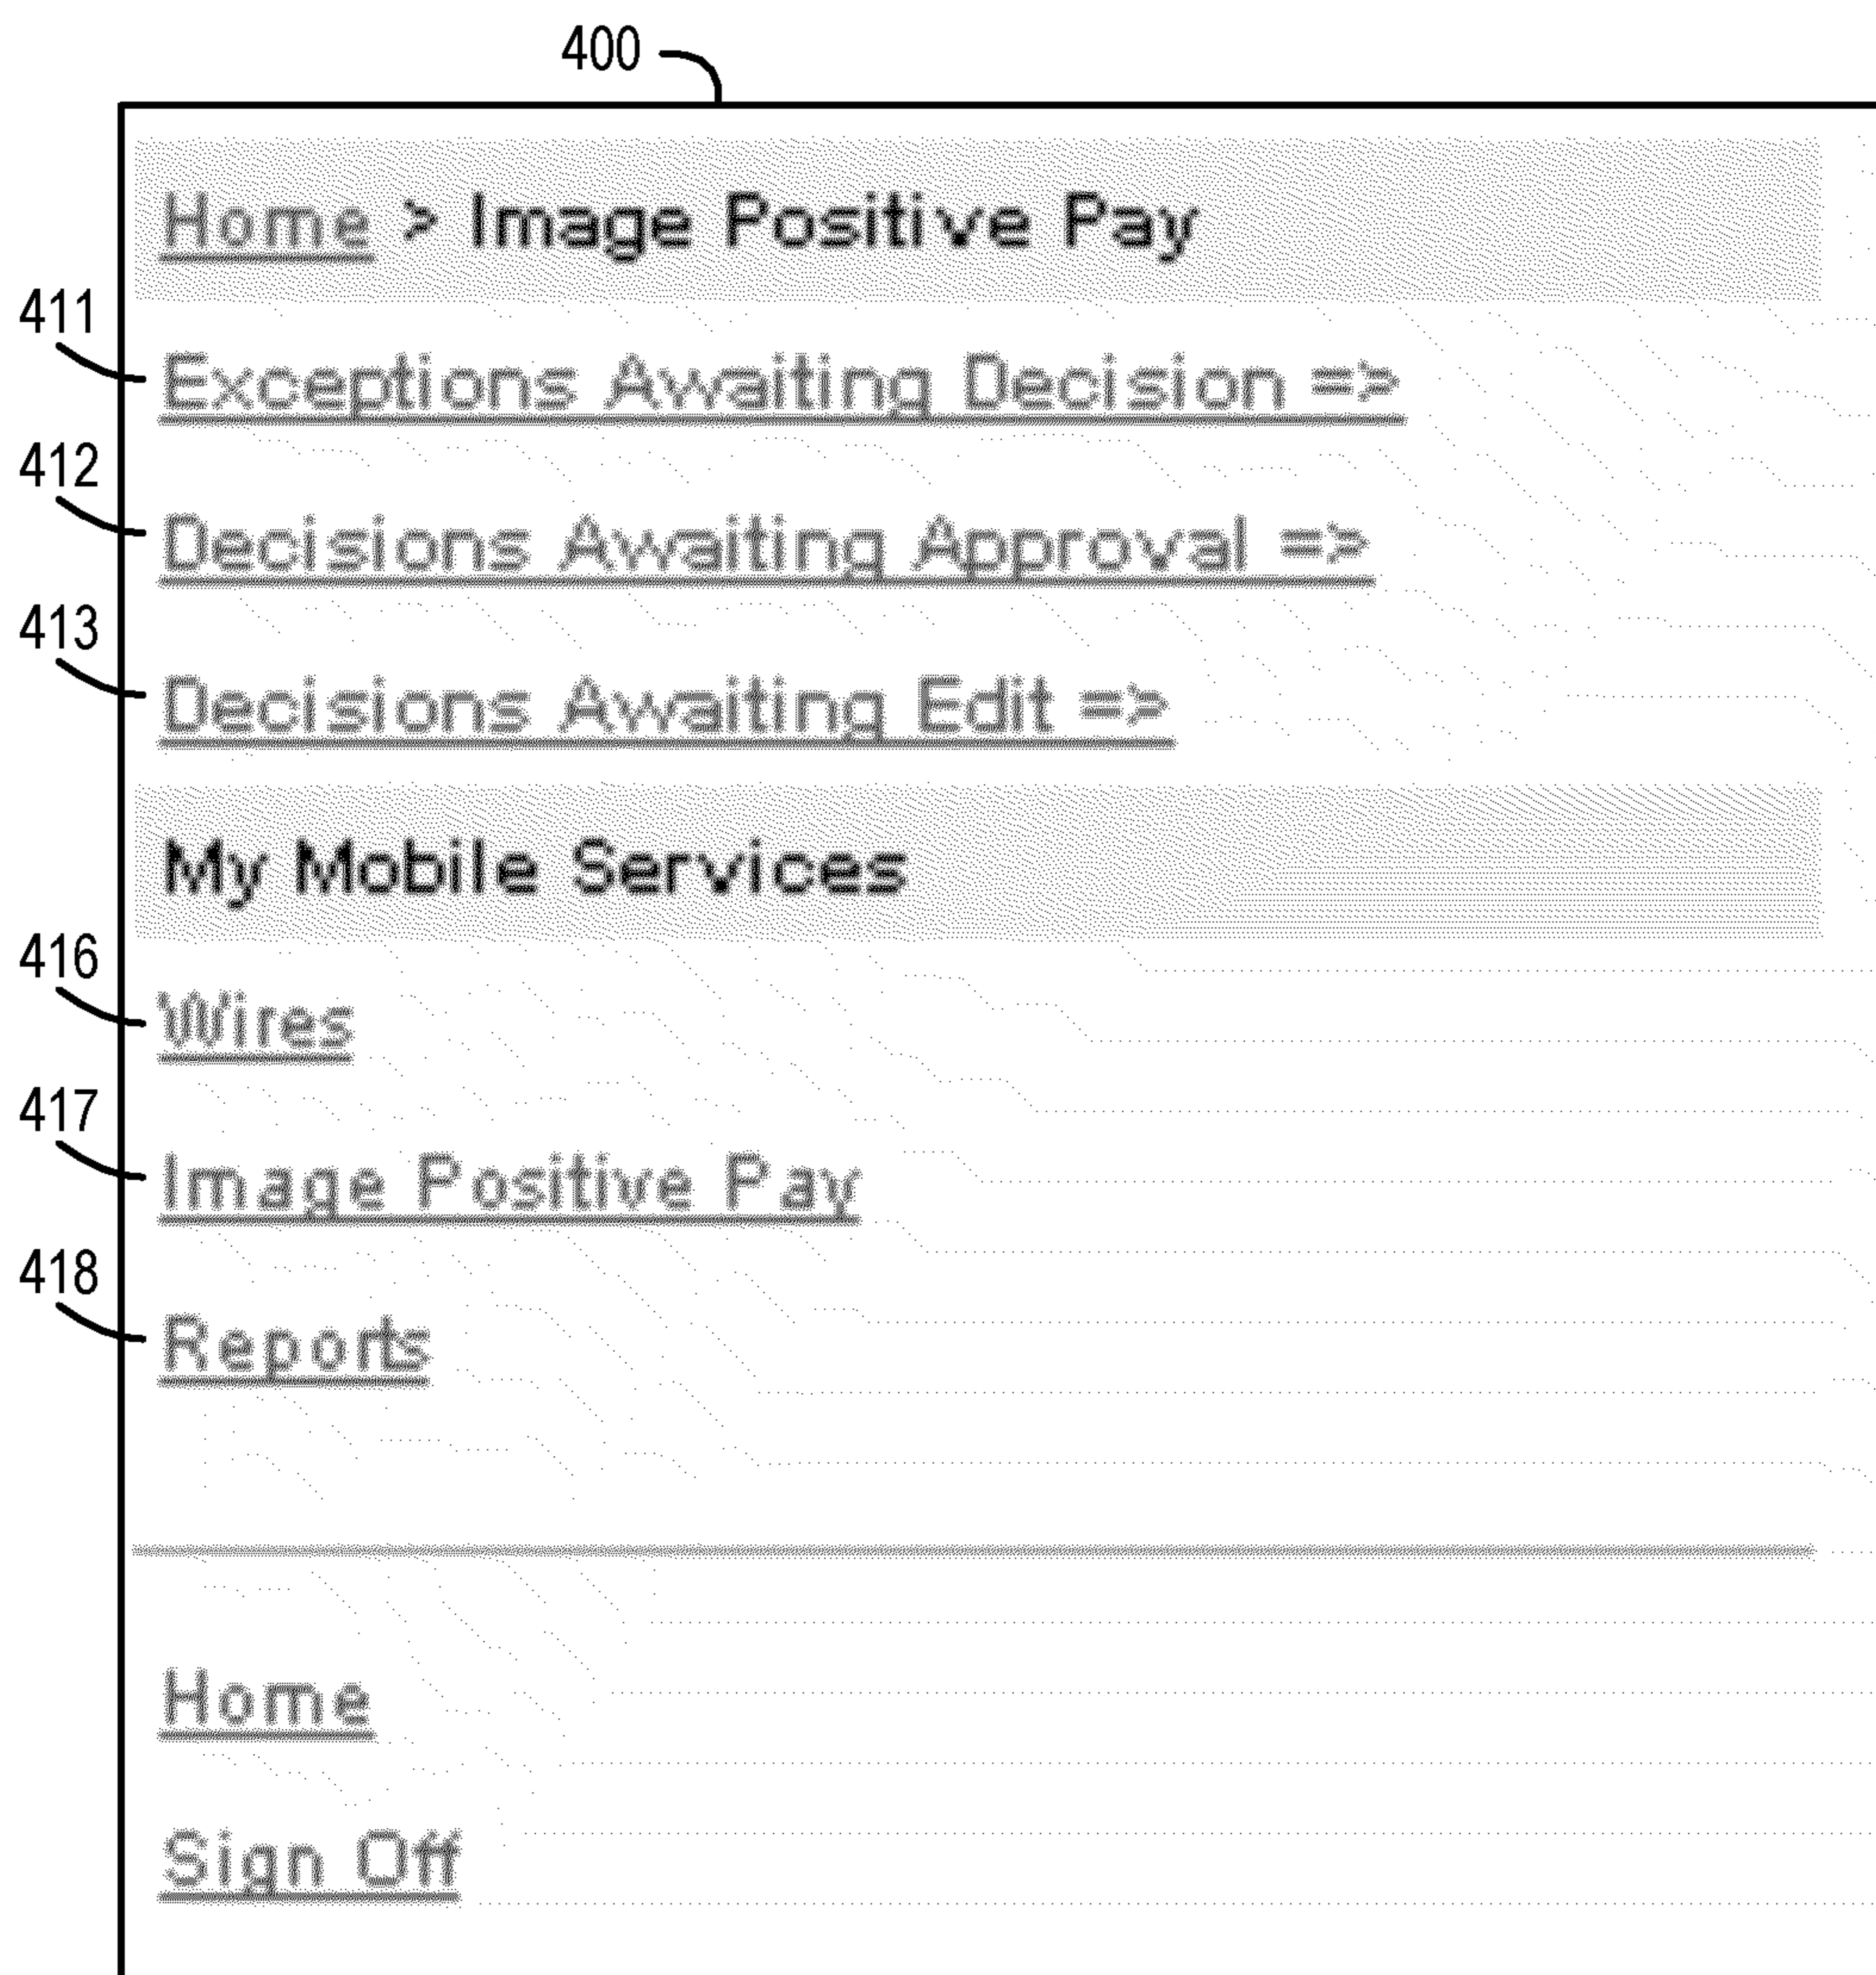 400
Home > Image Positive Pay
411
Exceptions Awaiting Decision =>
412
Decisions Awaiting Approval =>
413
Decisions Awaiting Edit =>
My Mobile Services
416
Wires
417
Image Positive Pay
418
Reports
Home
Sign Off